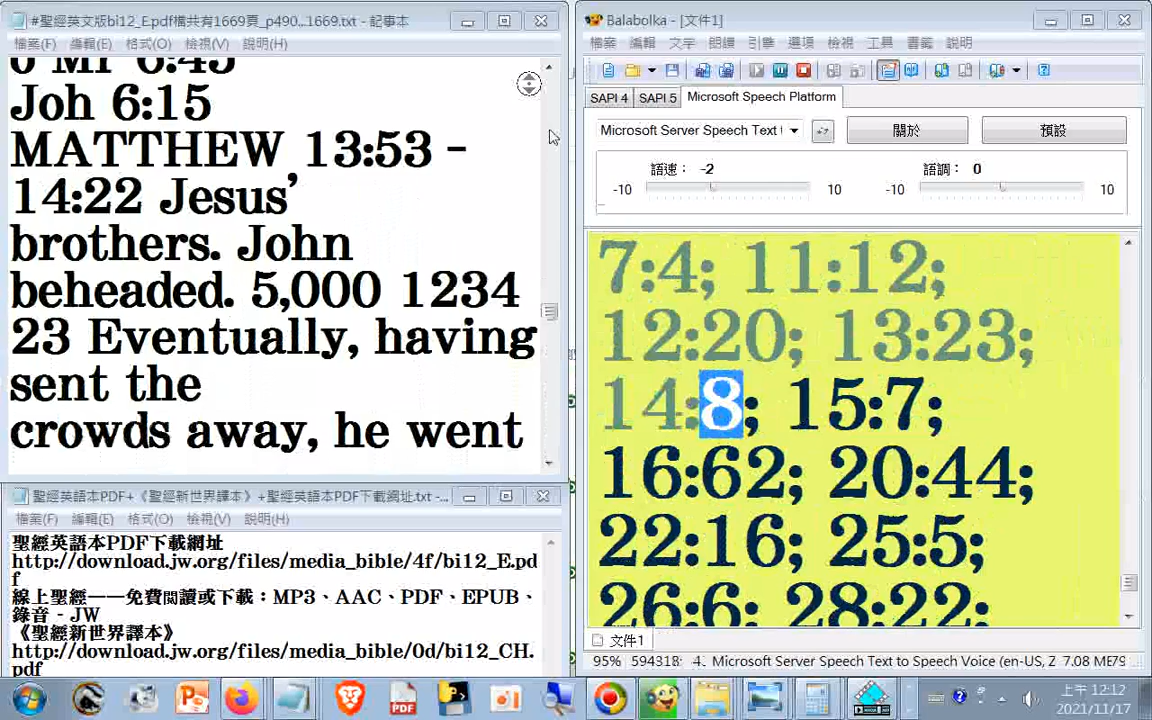 #聖經英文版bi12_E.pdf檔共有1669頁_p490...1669.txt - 記事本
檔案(F) 編輯(E) 格式(O) 檢視(V) 說明(H)
Joh 6:15
MATTHEW 13:53 -
14:22 Jesus’
brothers. John
beheaded. 5,000 1234
23 Eventually, having
sent the
crowds away, he went
聖經英語本PDF+《聖經新世界譯本》+聖經英語本PDF下載網址.txt -...
檔案(F) 編輯(E) 格式(O) 檢視(V) 說明(H)
聖經英語本PDF下載網址
http://download.jw.org/files/media_bible/4f/bi12_E.pd
f
線上聖經——免費閱讀或下載：MP3、AAC、PDF、EPUB、
錄音 - JW
《聖經新世界譯本》
http://download.jw.org/files/media_bible/0d/bi12_CH.
pdf
Balabolka - [文件1]
檔案 編輯 文字 朗讀 引擎 選項 檢視 工具 書籤 說明
SAPI 4 SAPI 5 Microsoft Speech Platform
Microsoft Server Speech Text 關於 預設
語速： -2 語調： 0
-10 10 -10 10
7:4; 11:12;
12:20; 13:23;
14:8; 15:7;
16:62; 20:44;
22:16; 25:5;
26:6; 28:22;
文件1
95% Microsoft Server Speech Text to Speech Voice (en-US, Z 7.08 ME
上午 12:12
2021/11/17